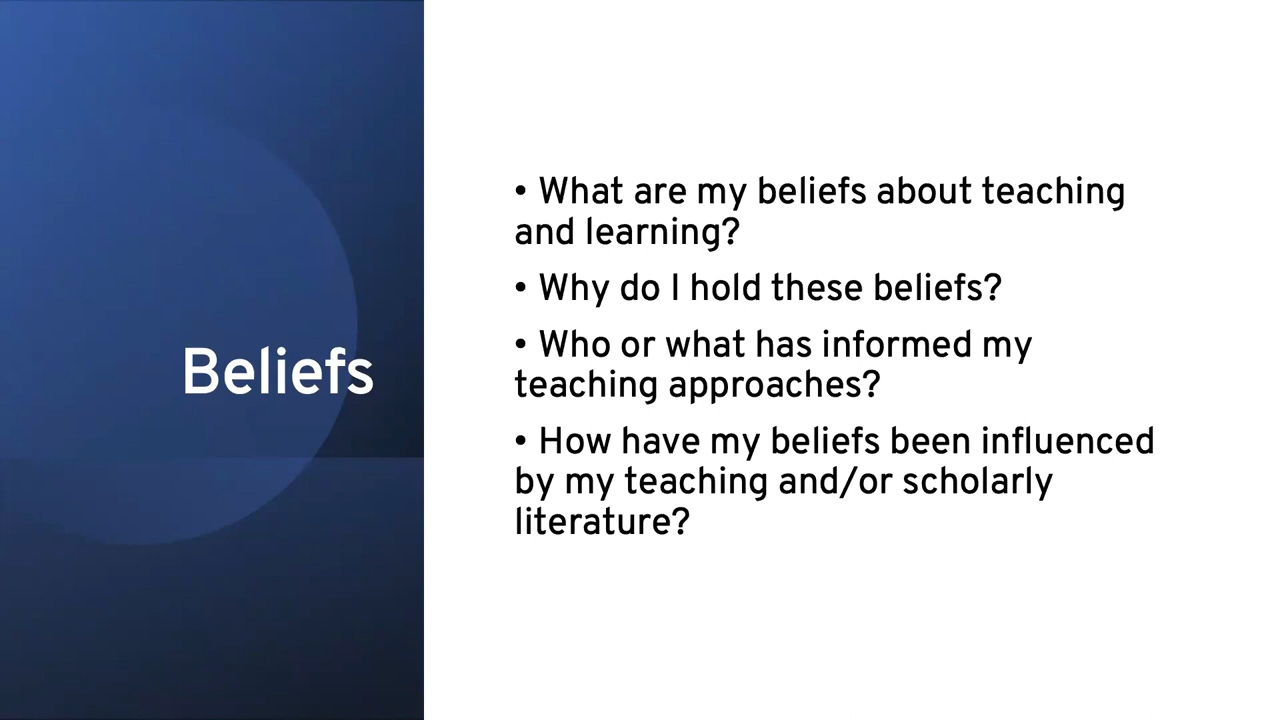 Beliefs
• What are my beliefs about teaching
and learning?
• Why do I hold these beliefs?
• Who or what has informed my
teaching approaches?
• How have my beliefs been influenced
by my teaching and/or scholarly
literature?